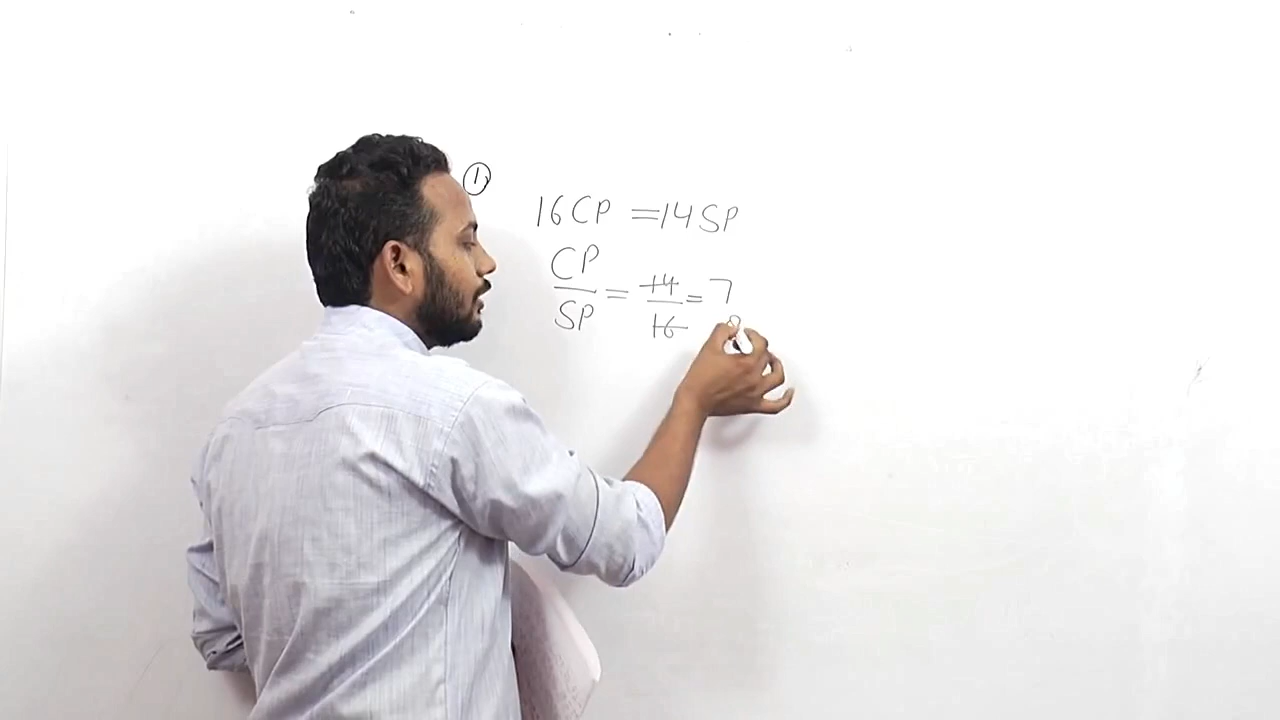 1
16CP = 14SP
CP/SP = 14/16 = 7/8